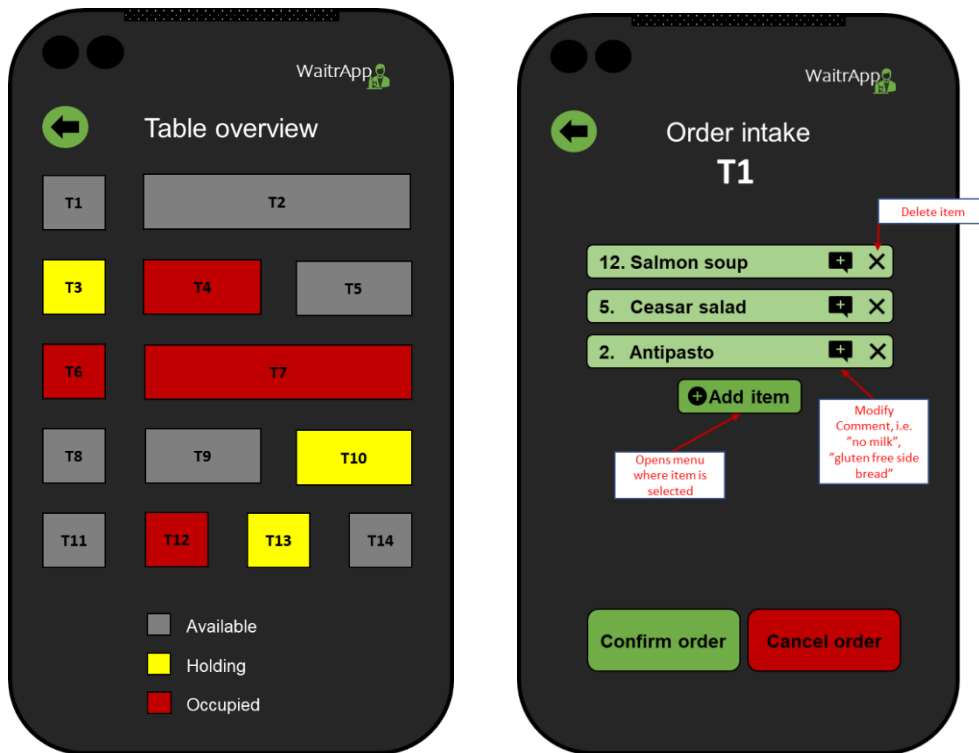 WaitrApp
Table overview
T1
T2
T3
T4
T5
T6
T7
T8
T9
T10
T11
T12
T13
T14
Available
Holding
Occupied
WaitrApp
Order intake
T1
Delete item
12. Salmon soup
5. Ceasar salad
2. Antipasto
Add item
Opens menu
where item is
selected
Modify
Comment, i.e.
"no milk",
"gluten free side
bread"
Confirm order
Cancel order